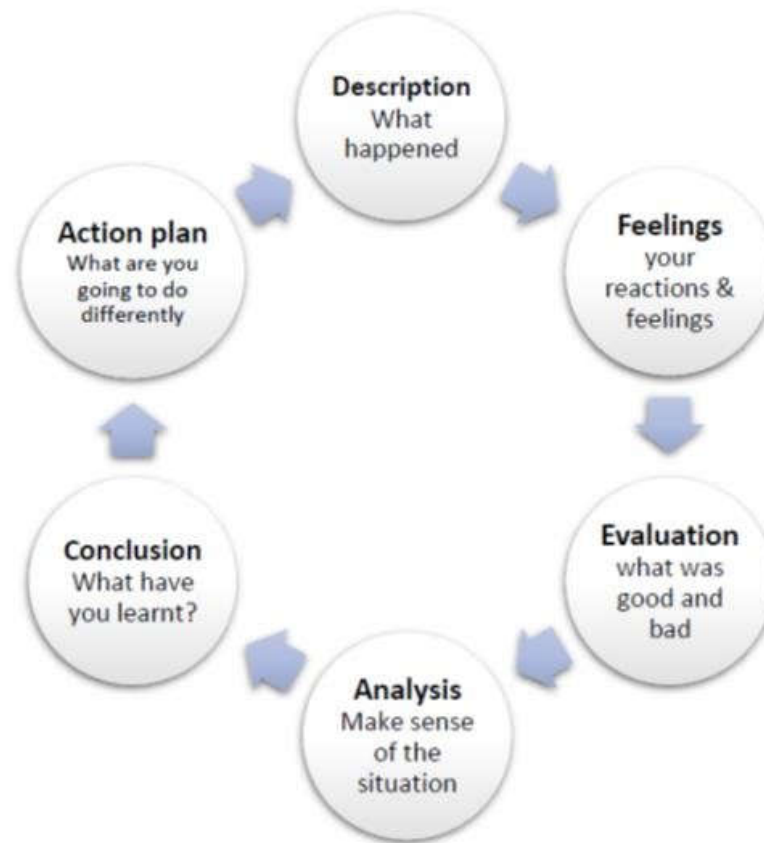 Description
What
happened
Feelings
your
reactions &
feelings
Evaluation
what was
good and
bad
Analysis
Make sense
of the
situation
Conclusion
What have
you learnt?
Action plan
What are you
going to do
differently